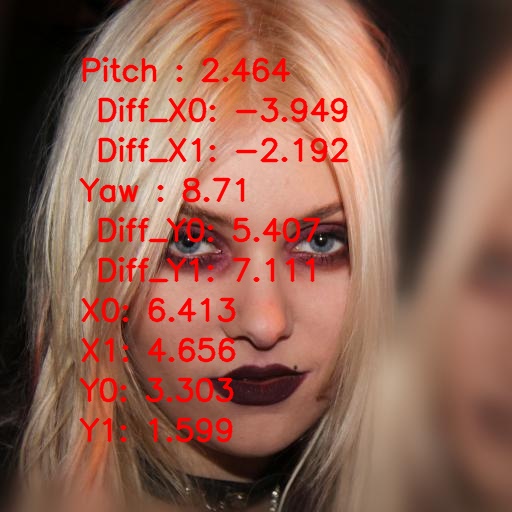 Pitch : 2.464
Diff_X0: -3.949
Diff_X1: -2.192
Yaw : 8.71
Diff_Y0: 5.407
Diff_Y1: 7.111
X0: 6.413
X1: 4.656
Y0: 3.303
Y1: 1.599